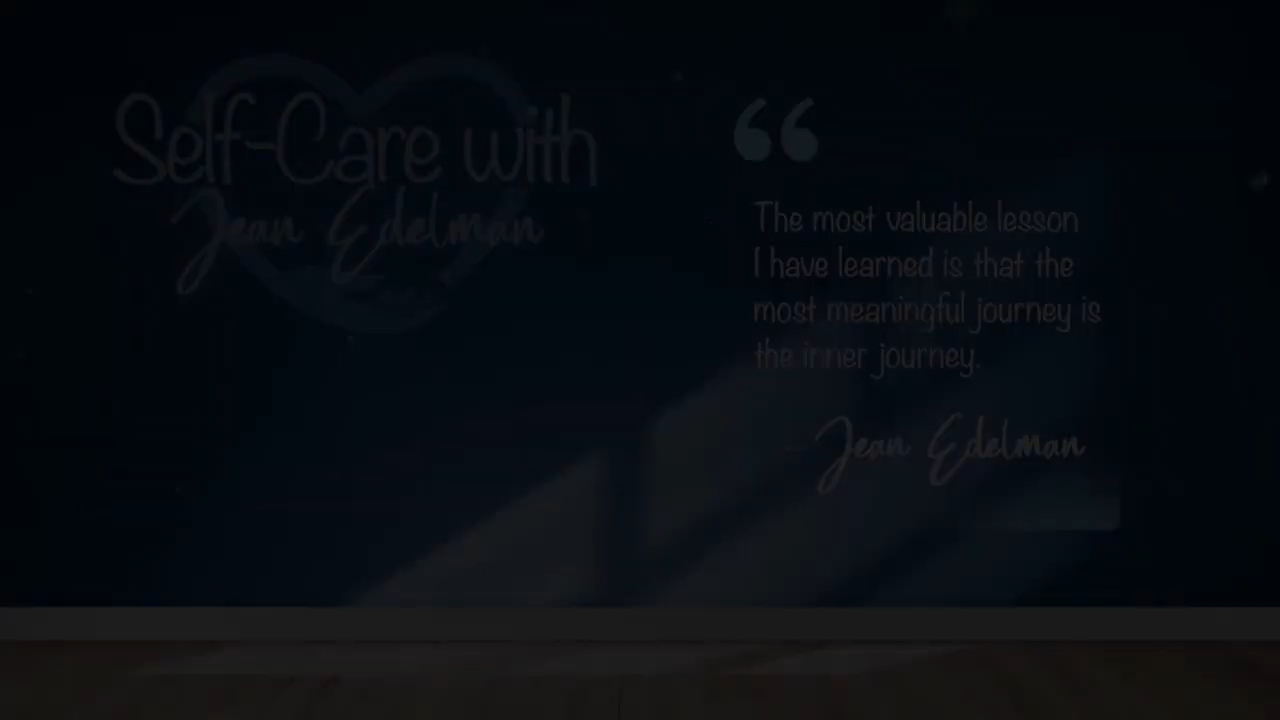 Self-Care with
Jean Edelman
“
The most valuable lesson
I have learned is that the
most meaningful journey is
the inner journey.
Jean Edelman